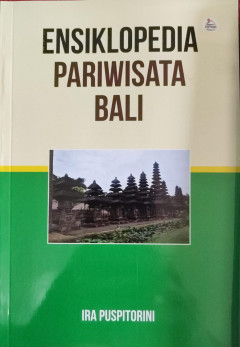 ENSIKLOPEDIA
PARIWISATA
BALI
IRA PUSPITORINI